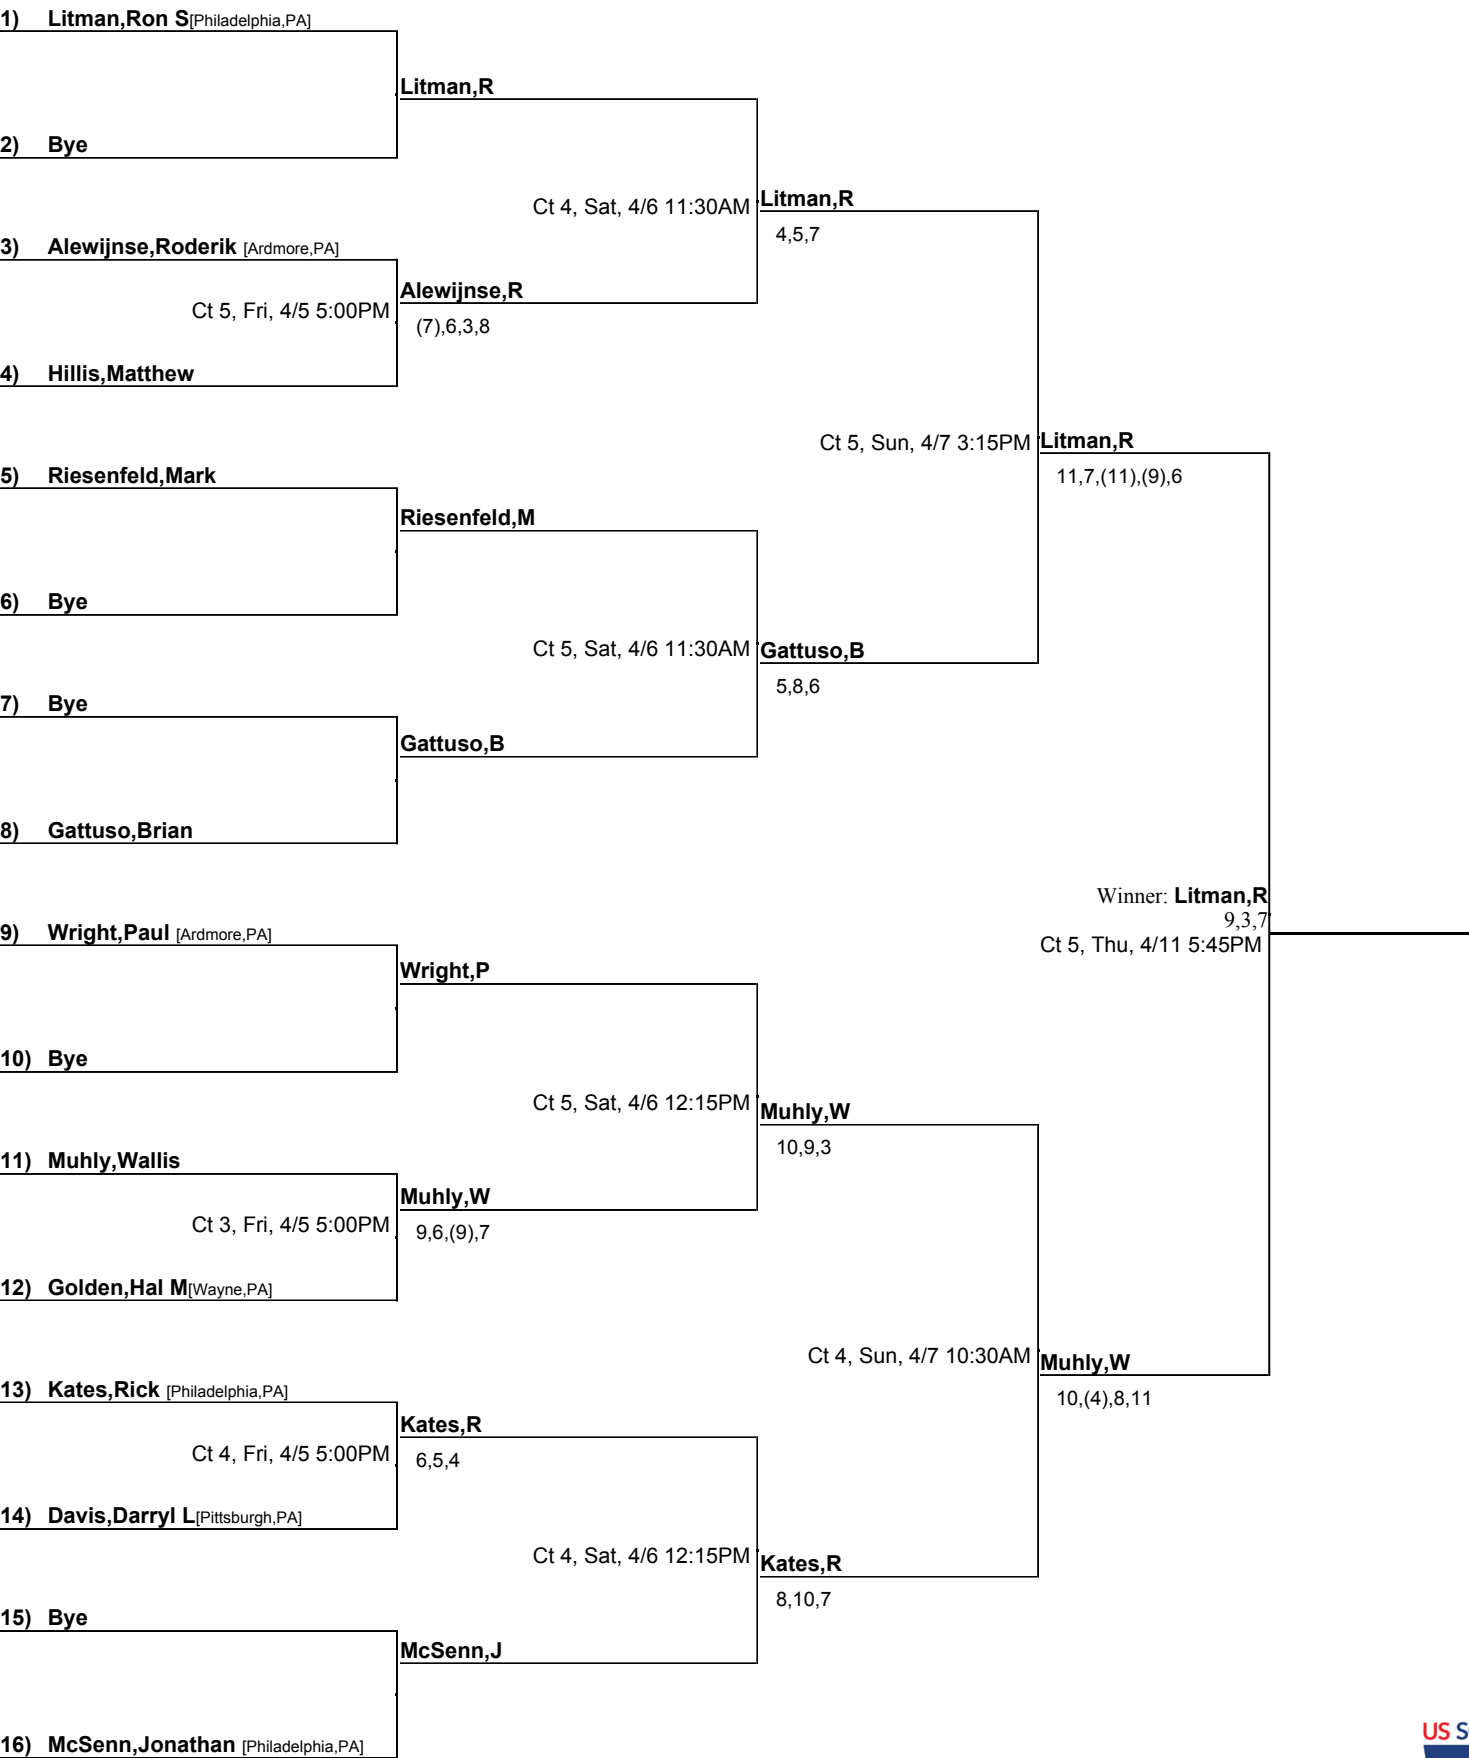 1) Litman,Ron S[Philadelphia,PA]
Litman,R
2) Bye
Ct 4, Sat, 4/6 11:30AM
Litman,R
4,5,7
3) Alewijnse,Roderik [Ardmore,PA]
Ct 5, Fri, 4/5 5:00PM
Alewijnse,R
(7),6,3,8
4) Hillis,Matthew
Ct 5, Sun, 4/7 3:15PM
Litman,R
11,7,(11),(9),6
5) Riesenfeld,Mark
Riesenfeld,M
6) Bye
Ct 5, Sat, 4/6 11:30AM
Gattuso,B
5,8,6
7) Bye
Gattuso,B
8) Gattuso,Brian
Winner: Litman,R
9,3,7
Ct 5, Thu, 4/11 5:45PM
9) Wright,Paul [Ardmore,PA]
Wright,P
10) Bye
Ct 5, Sat, 4/6 12:15PM
Muhly,W
10,9,3
11) Muhly,Wallis
Ct 3, Fri, 4/5 5:00PM
Muhly,W
9,6,(9),7
12) Golden,Hal M[Wayne,PA]
Ct 4, Sun, 4/7 10:30AM
Muhly,W
10,(4),8,11
13) Kates,Rick [Philadelphia,PA]
Ct 4, Fri, 4/5 5:00PM
Kates,R
6,5,4
14) Davis,Darryl L[Pittsburgh,PA]
Ct 4, Sat, 4/6 12:15PM
Kates,R
8,10,7
15) Bye
McSenn,J
16) McSenn,Jonathan [Philadelphia,PA]
US